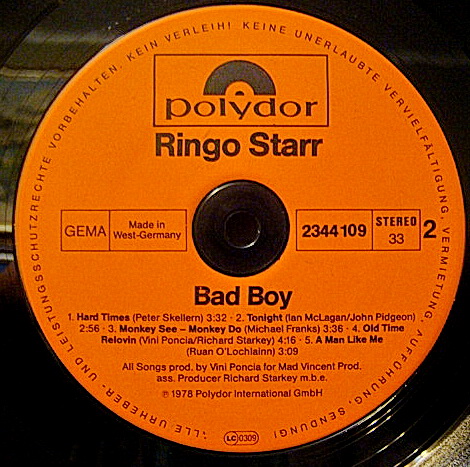 polydor
Ringo Starr
GEMA
Made in
West-Germany
2344109
STEREO
33
2
Bad Boy
1. Hard Times (Peter Skellern) 3:32 · 2. Tonight (Ian McLagan/John Pidgeon)
2:56 · 3. Monkey See – Monkey Do (Michael Franks) 3:36 · 4. Old Time
Relovin (Vini Poncia/Richard Starkey) 4:16 · 5. A Man Like Me
(Ruan O'Lochlainn) 3:09
All Songs prod. by Vini Poncia for Mad Vincent Prod.
ass. Producer Richard Starkey m.b.e.
℗ 1978 Polydor International GmbH
LC 0309
ALLE URHEBER- UND LEISTUNGSSCHUTZRECHTE VORBEHALTEN. KEIN VERLEIH! KEINE UNERLAUBTE VERVIELFÄLTIGUNG, VERMIETUNG, AUFFÜHRUNG, SENDUNG!